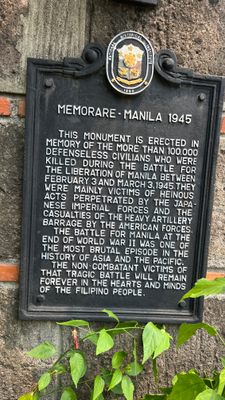 MEMORARE - MANILA 1945
THIS MONUMENT IS ERECTED IN
MEMORY OF THE MORE THAN 100,000
DEFENSELESS CIVILIANS WHO WERE
KILLED DURING THE BATTLE FOR
THE LIBERATION OF MANILA BETWEEN
FEBRUARY 3 AND MARCH 3, 1945. THEY
WERE MAINLY VICTIMS OF HEINOUS
ACTS PERPETRATED BY THE JAPA
NESE IMPERIAL FORCES AND THE
CASUALTIES OF THE HEAVY ARTILLERY
BARRAGE BY THE AMERICAN FORCES.
THE BATTLE FOR MANILA AT THE
END OF WORLD WAR II WAS ONE OF
THE MOST BRUTAL EPISODE IN THE
HISTORY OF ASIA AND THE PACIFIC.
THE NON-COMBATANT VICTIMS OF
THAT TRAGIC BATTLE WILL REMAIN
FOREVER IN THE HEARTS AND MINDS
OF THE FILIPINO PEOPLE.